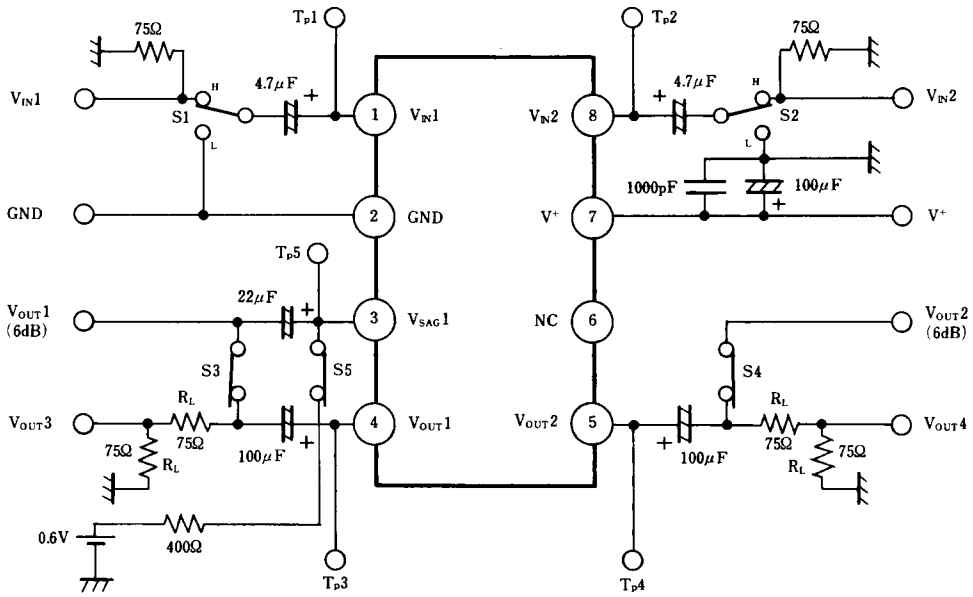 75Ω
Tp1
Tp2
75Ω
VIN1
H
4.7μF
+
S1
L
1
VIN1
VIN2
8
4.7μF
+
H
S2
L
VIN2
GND
2
GND
1000pF
100μF
+
V+
7
V+
Tp5
22μF
+
VOUT1
(6dB)
3
VSAG1
NC
6
VOUT2
(6dB)
S3
S5
S4
VOUT3
RL
75Ω
75Ω
RL
100μF
+
4
VOUT1
VOUT2
5
+
100μF
RL
75Ω
75Ω
RL
VOUT4
0.6V
400Ω
Tp3
Tp4